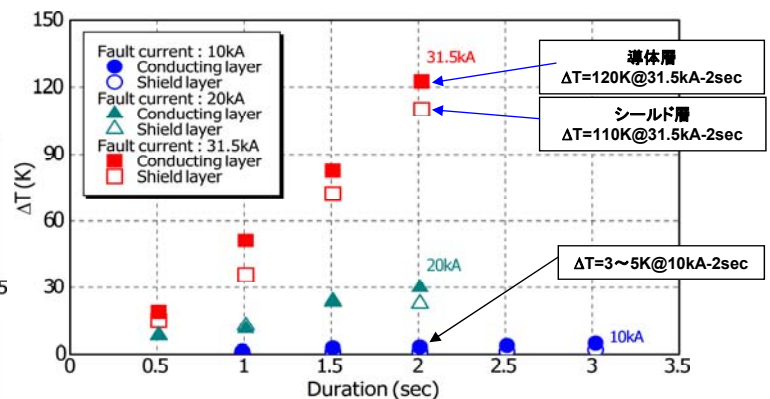 Fault current : 10kA
Conducting layer
Shield layer
Fault current : 20kA
Conducting layer
Shield layer
Fault current : 31.5kA
Conducting layer
Shield layer
31.5kA
導体層
ΔT=120K@31.5kA-2sec
シールド層
ΔT=110K@31.5kA-2sec
20kA
ΔT=3～5K@10kA-2sec
10kA
150
120
90
60
30
0
ΔT (K)
5
0
0.5
1
1.5
2
2.5
3
3.5
Duration (sec)